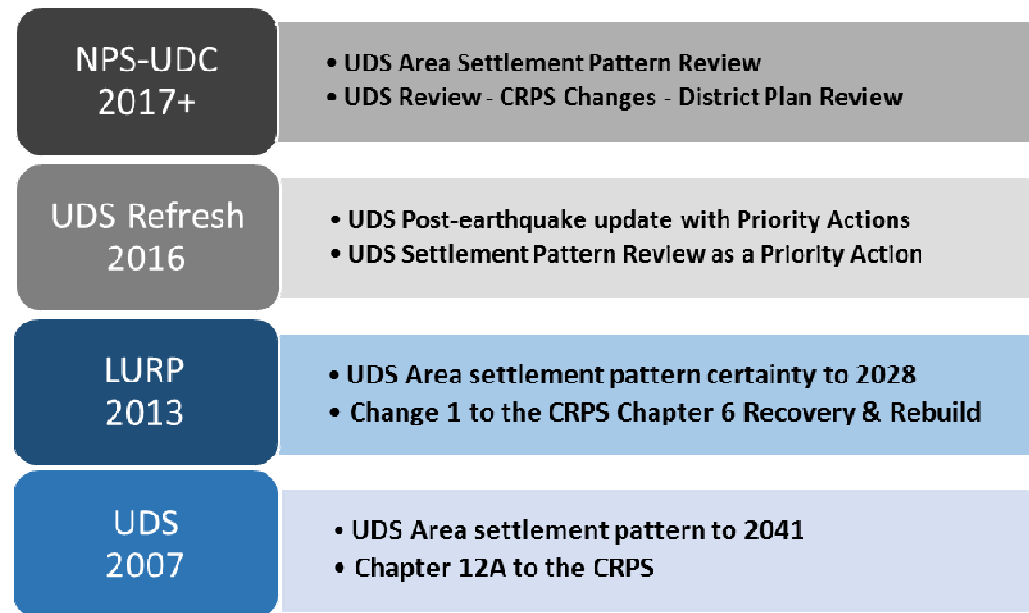 NPS-UDC
2017+
• UDS Area Settlement Pattern Review
• UDS Review - CRPS Changes - District Plan Review
UDS Refresh
2016
• UDS Post-earthquake update with Priority Actions
• UDS Settlement Pattern Review as a Priority Action
LURP
2013
• UDS Area settlement pattern certainty to 2028
• Change 1 to the CRPS Chapter 6 Recovery & Rebuild
UDS
2007
• UDS Area settlement pattern to 2041
• Chapter 12A to the CRPS